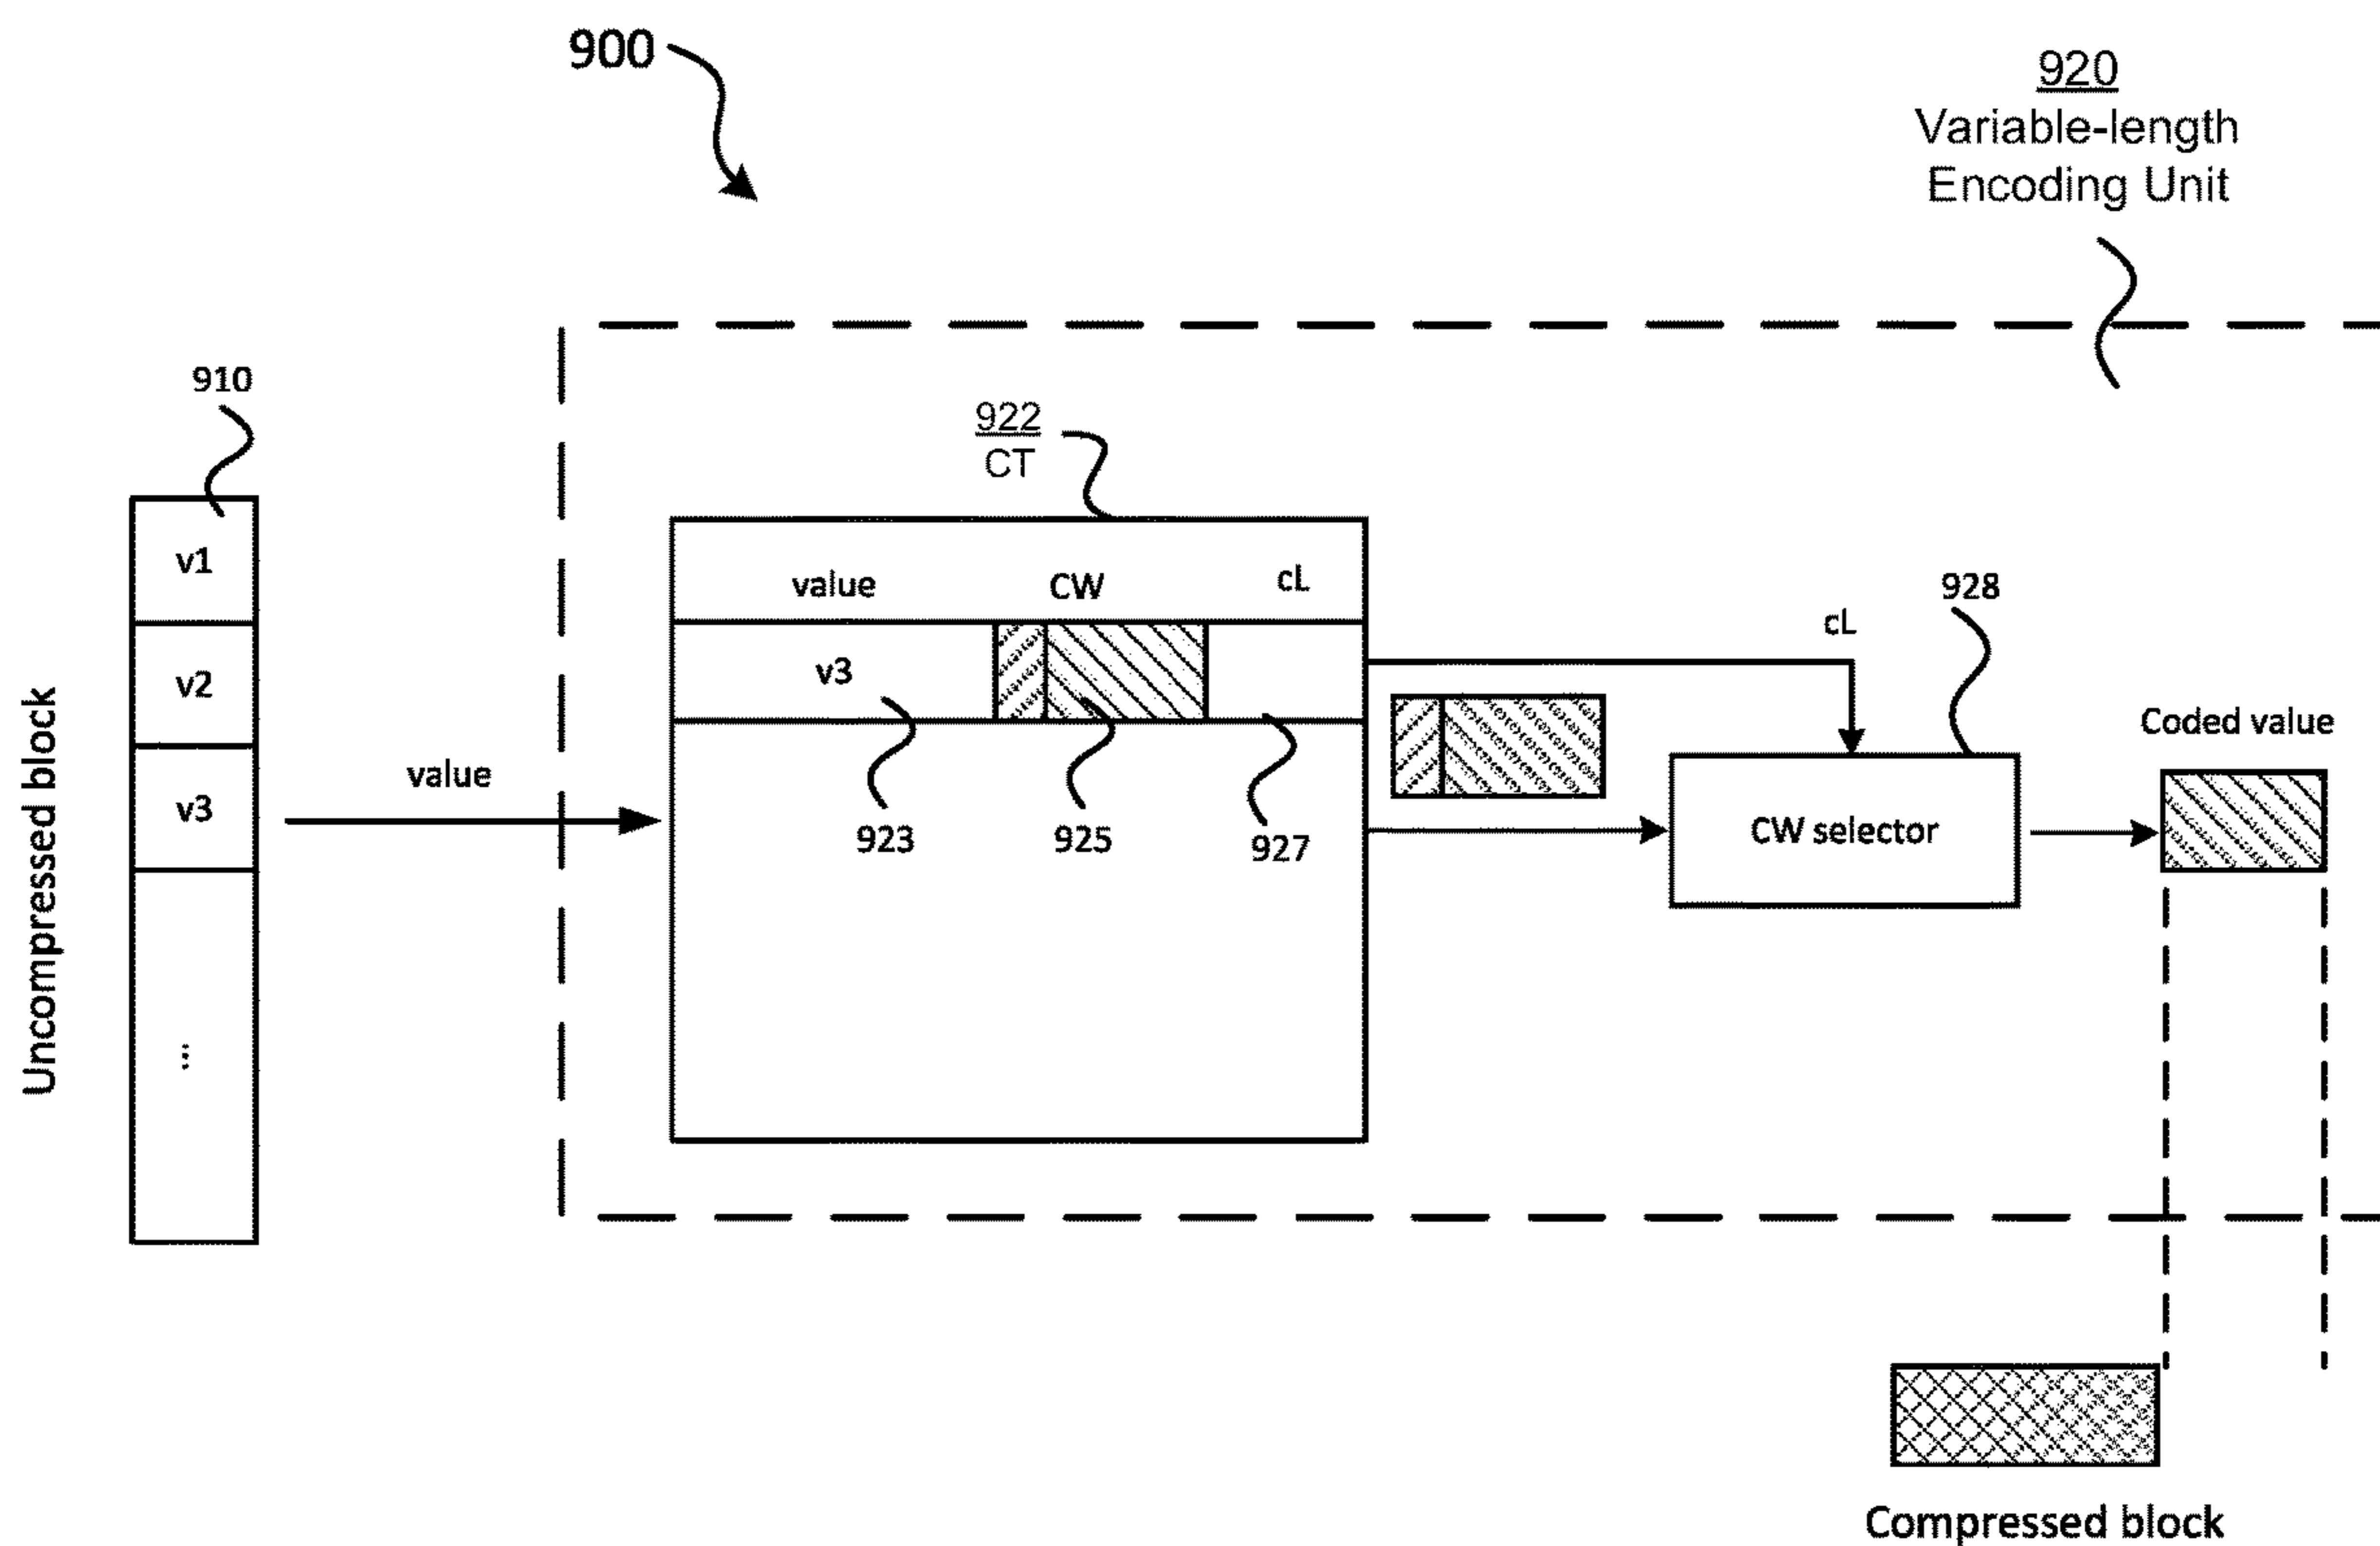 900
920
Variable-length
Encoding Unit
910
922
CT
value CW cL
v1
v2
v3
...
Uncompressed block
value
v3
923
925
927
cL
928
CW selector
Coded value
Compressed block